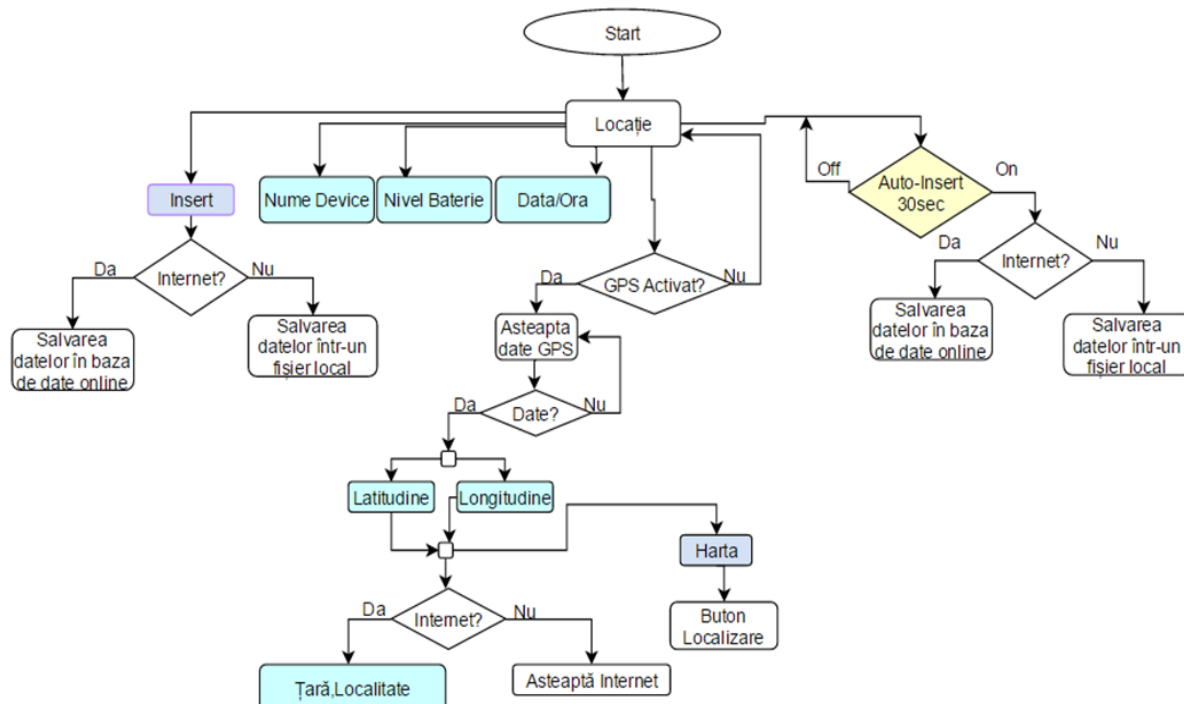 Start
Locație
Insert
Nume Device
Nivel Baterie
Data/Ora
Off
Auto-Insert
30sec
On
Da
Internet?
Nu
Da
GPS Activat?
Nu
Da
Internet?
Nu
Salvarea
datelor în baza
de date online
Salvarea
datelor într-un
fișier local
Asteapta
date GPS
Salvarea
datelor în baza
de date online
Salvarea
datelor într-un
fișier local
Da
Date?
Nu
Latitudine
Longitudine
Harta
Da
Internet?
Nu
Buton
Localizare
Țară,Localitate
Asteaptă Internet